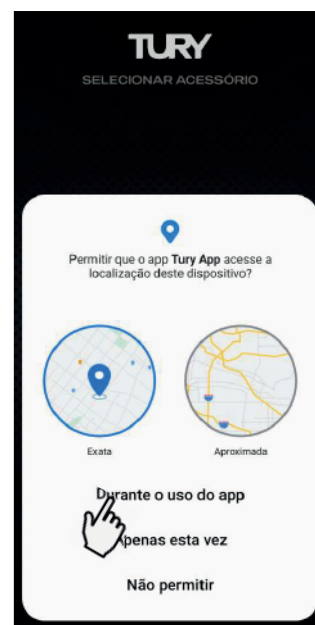 TURY
SELECIONAR ACESSÓRIO
Permitir que o app Tury App acesse a
localização deste dispositivo?
Exata
Aproximada
Durante o uso do app
Apenas esta vez
Não permitir